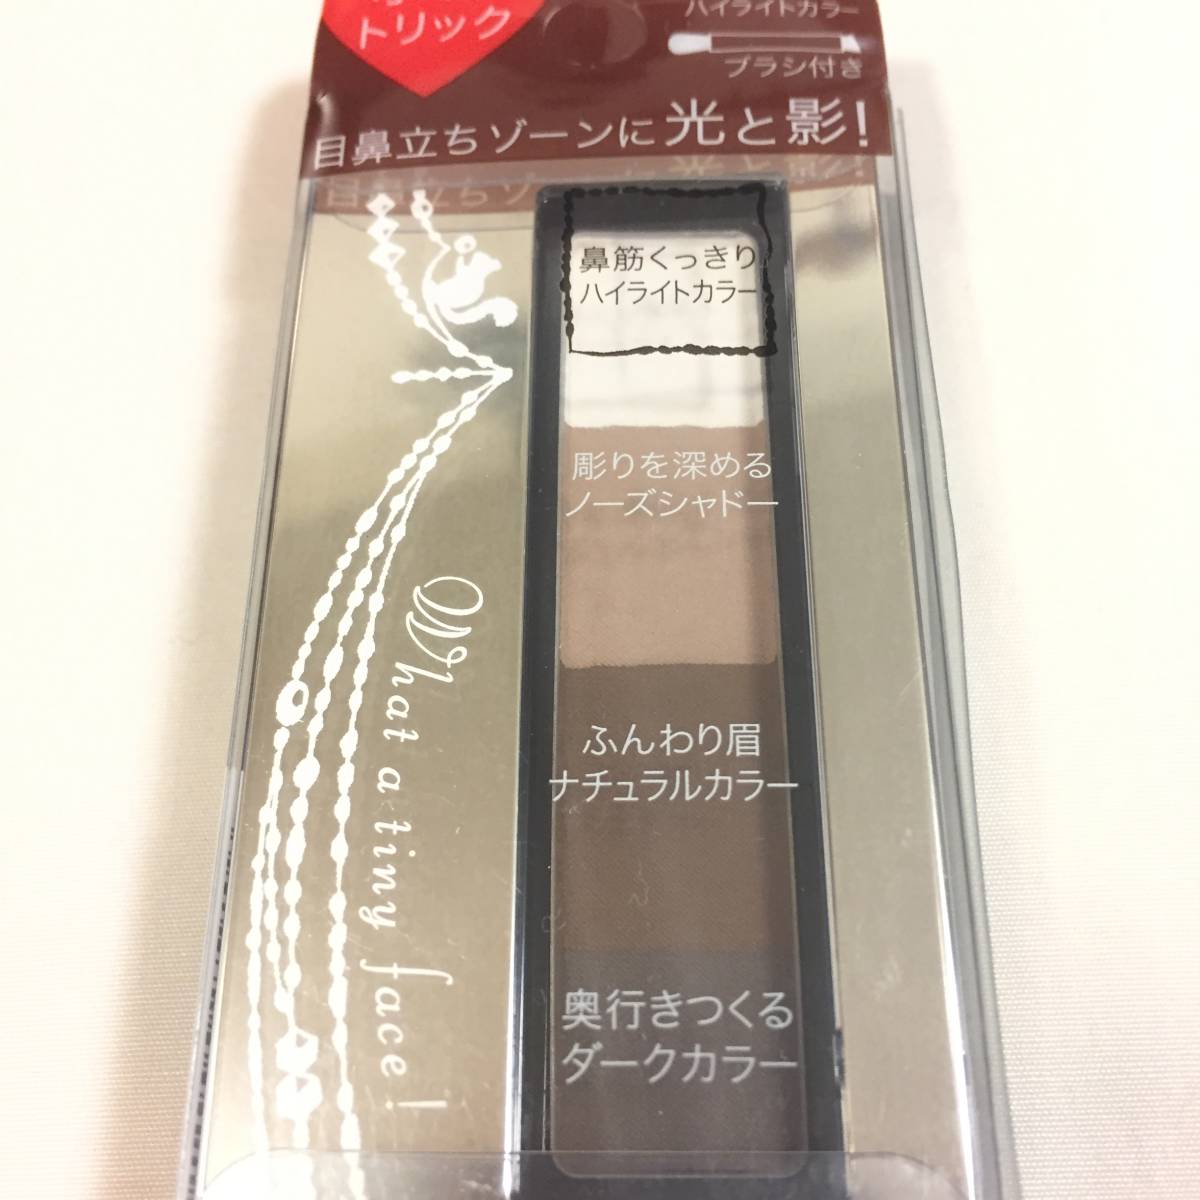 トリック
ハイライトカラー
ブラシ付き
目鼻立ちゾーンに光と影!
鼻筋くっきり
ハイライトカラー
彫りを深める
ノーズシャドー
ふんわり眉
ナチュラルカラー
奥行きつくる
ダークカラー
What a tiny face!